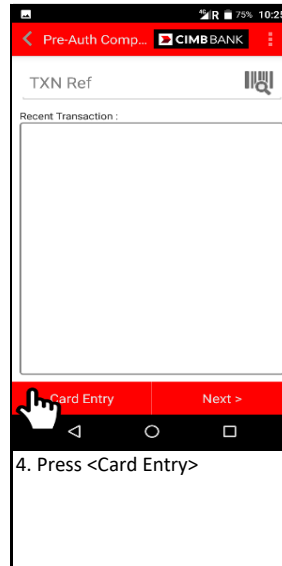 4G R 75% 10:25
Pre-Auth Comp... CIMB BANK
TXN Ref
Recent Transaction :
Card Entry Next >
4. Press <Card Entry>